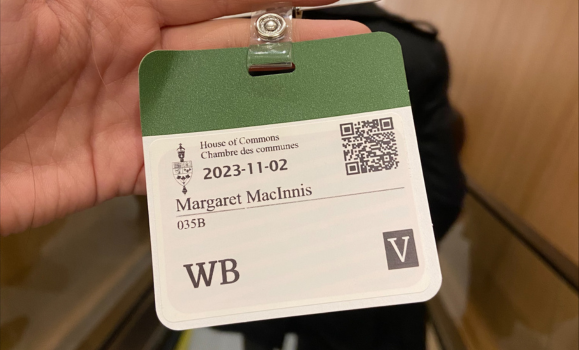 House of Commons
Chambre des communes
2023-11-02
Margaret MacInnis
035B
WB
V